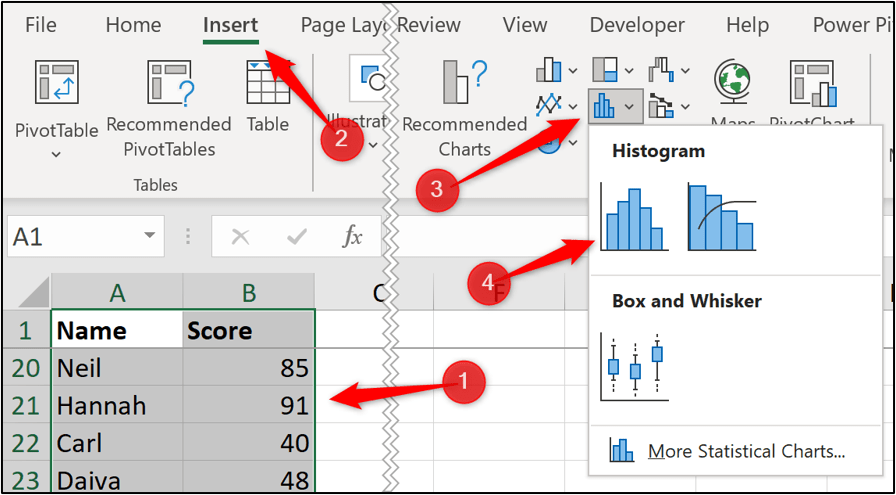 File Home Insert Page Lay Review View Developer Help Power Pi
PivotTable Recommended PivotTables Table Illustrat Recommended Charts Maps PivotChart
Tables
2
3
4
1
Histogram
Box and Whisker
More Statistical Charts...
A1 fx
A B C F
1 Name Score
20 Neil 85
21 Hannah 91
22 Carl 40
23 Daiva 48